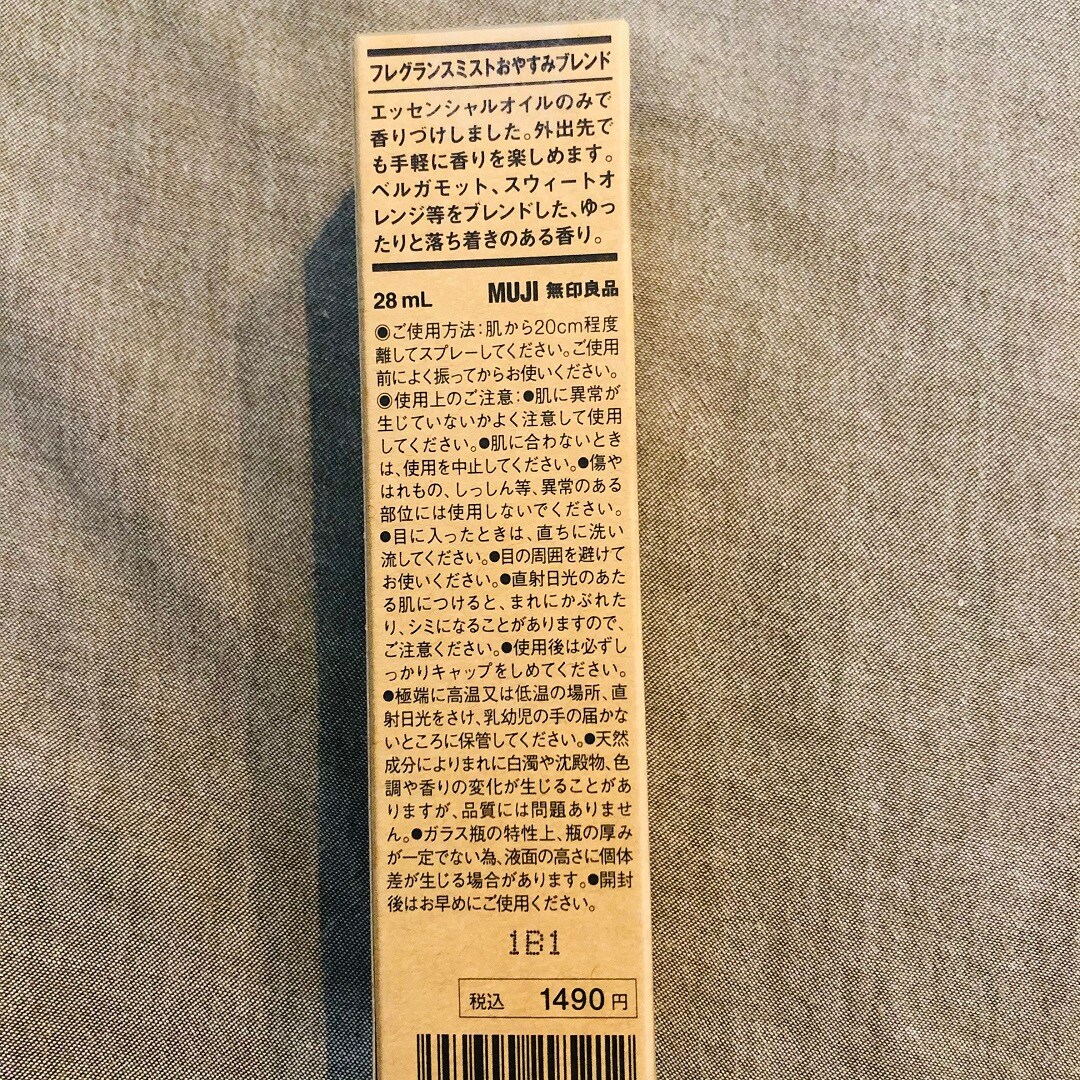 フレグランスミストおやすみブレンド
エッセンシャルオイルのみで
香りづけしました。外出先で
も手軽に香りを楽しめます。
ベルガモット、スウィートオ
レンジ等をブレンドした、ゆっ
たりと落ち着きのある香り。
28mL MUJI 無印良品
◉ご使用方法:肌から20cm程度
離してスプレーしてください。ご使用
前によく振ってからお使いください。
◉使用上のご注意:●肌に異常が
生じていないかよく注意して使用
してください。●肌に合わないとき
は、使用を中止してください。●傷や
はれもの、しっしん等、異常のある
部位には使用しないでください。
●目に入ったときは、直ちに洗い
流してください。●目の周囲を避けて
お使いください。●直射日光のあた
る肌につけると、まれにかぶれた
り、シミになることがありますので、
ご注意ください。●使用後は必ずし
っかりキャップをしめてください。
●極端に高温又は低温の場所、直
射日光をさけ、乳幼児の手の届かな
いところに保管してください。●天然
成分によりまれに白濁や沈殿物、色
調や香りの変化が生じることがあ
りますが、品質には問題ありませ
ん。●ガラス瓶の特性上、瓶の厚み
が一定でない為、液面の高さに個体
差が生じる場合があります。●開封
後はお早めにご使用ください。
1B1
税込 1490円